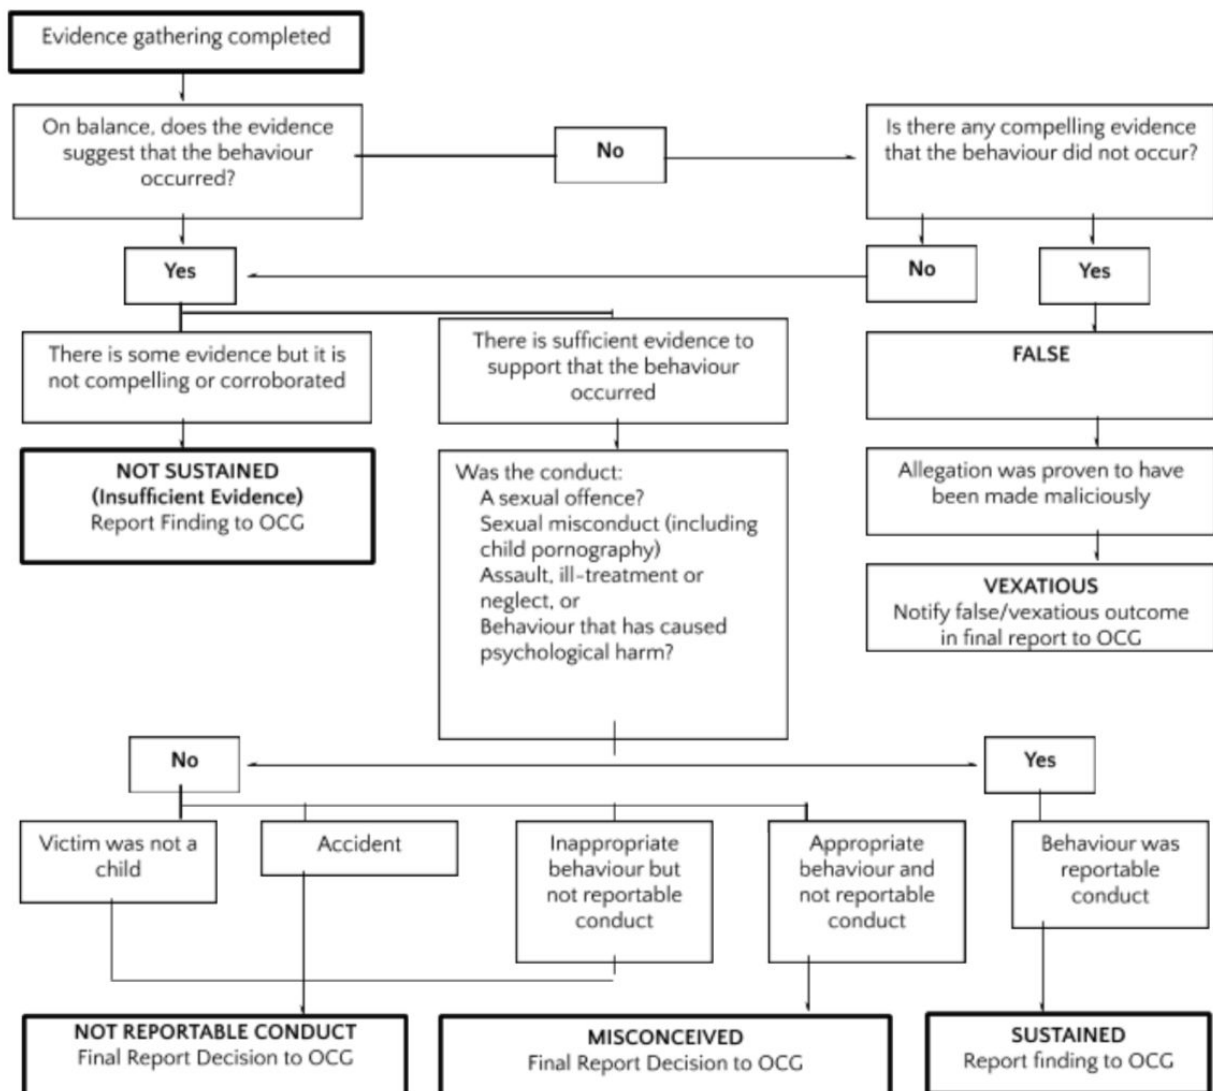 Evidence gathering completed
On balance, does the evidence
suggest that the behaviour
occurred?
No
Is there any compelling evidence
that the behaviour did not occur?
Yes
No
Yes
There is some evidence but it is
not compelling or corroborated
There is sufficient evidence to
support that the behaviour
occurred
FALSE
NOT SUSTAINED
(Insufficient Evidence)
Report Finding to OCG
Was the conduct:
A sexual offence?
Sexual misconduct (including
child pornography)
Assault, ill-treatment or
neglect, or
Behaviour that has caused
psychological harm?
Allegation was proven to have
been made maliciously
VEXATIOUS
Notify false/vexatious outcome
in final report to OCG
No
Yes
Victim was not a
child
Accident
Inappropriate
behaviour but
not reportable
conduct
Appropriate
behaviour and
not reportable
conduct
Behaviour was
reportable
conduct
NOT REPORTABLE CONDUCT
Final Report Decision to OCG
MISCONCEIVED
Final Report Decision to OCG
SUSTAINED
Report finding to OCG